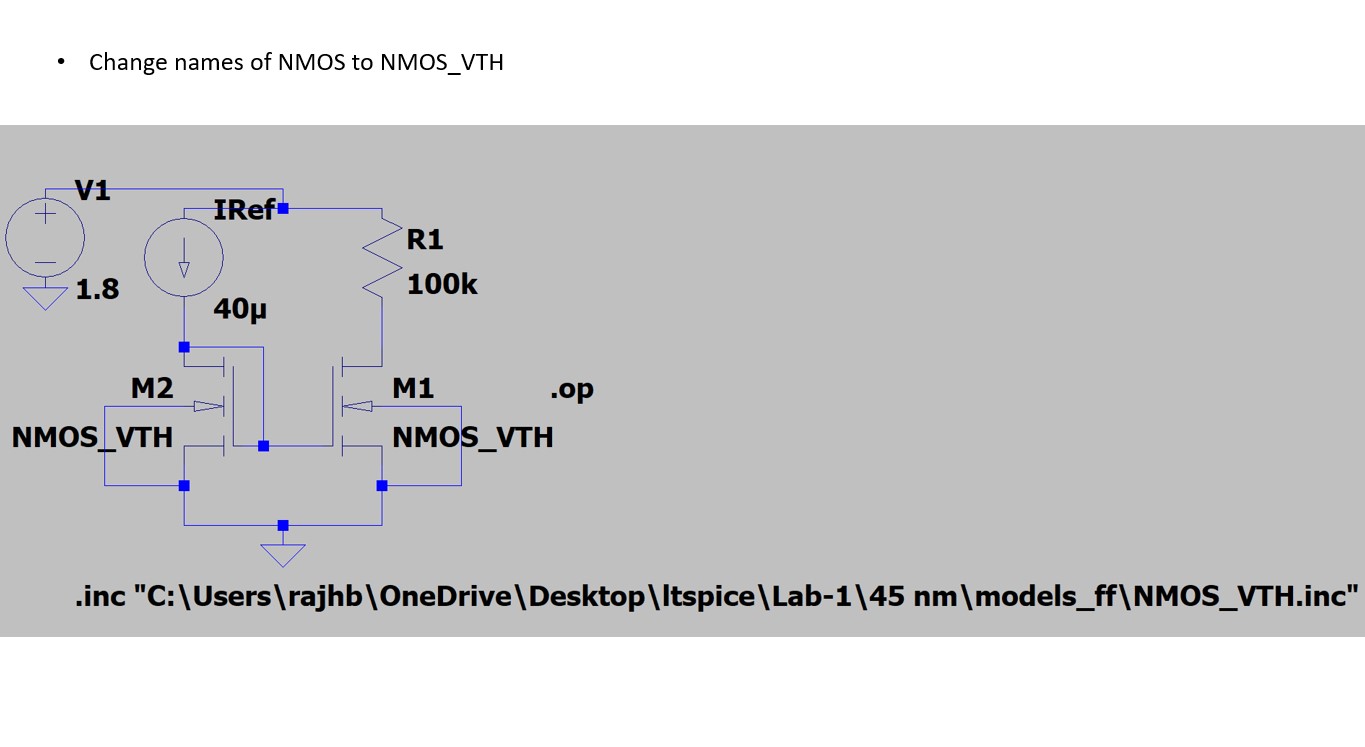 • Change names of NMOS to NMOS_VTH
V1
IRef
R1
1.8
100k
40µ
M2
M1
.op
NMOS_VTH
NMOS_VTH
.inc "C:\Users\rajhb\OneDrive\Desktop\ltspice\Lab-1\45 nm\models_ff\NMOS_VTH.inc"